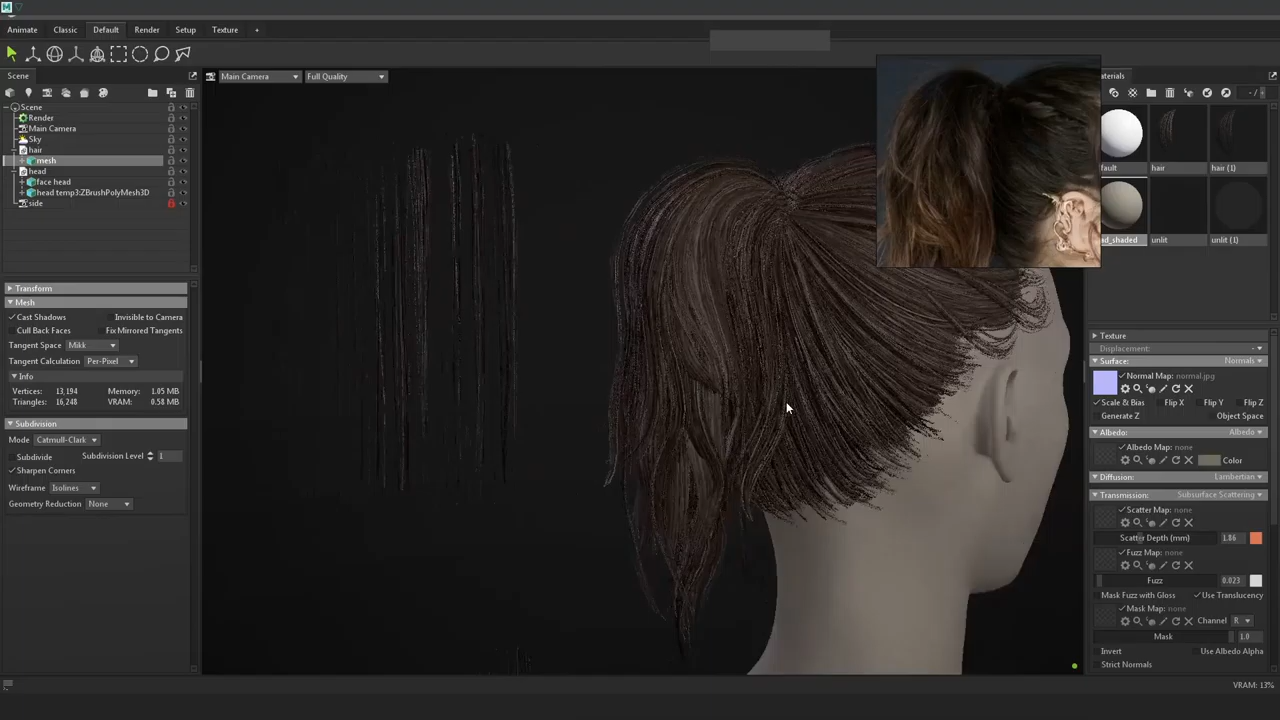 Animate Classic Default Render Setup Texture +
Scene
Main Camera Full Quality
Scene
Render
Main Camera
Sky
hair
mesh
head
face head
head temp3:ZBrushPolyMesh3D
side
Transform
Mesh
Cast Shadows Invisible to Camera
Cull Back Faces Fix Mirrored Tangents
Tangent Space Mikk
Tangent Calculation Per-Pixel
Info
Vertices: 13,194 Memory: 1.05 MB
Triangles: 16,248 VRAM: 0.58 MB
Subdivision
Mode Catmull-Clark
Subdivide Subdivision Level 1
Sharpen Corners
Wireframe Isolines
Geometry Reduction None
aterials
- /
fault hair hair (1)
ad_shaded unlit unlit (1)
Texture
Displacement: -
Surface: Normals
Normal Map: normal.jpg
Scale & Bias Flip X Flip Y Flip Z
Generate Z Object Space
Albedo: Albedo
Albedo Map: none
Color
Diffusion: Lambertian
Transmission: Subsurface Scattering
Scatter Map: none
Scatter Depth (mm) 1.86
Fuzz Map: none
Fuzz 0.023
Mask Fuzz with Gloss Use Translucency
Mask Map: none
Channel R
Mask 1.0
Invert Use Albedo Alpha
Strict Normals
VRAM: 13%